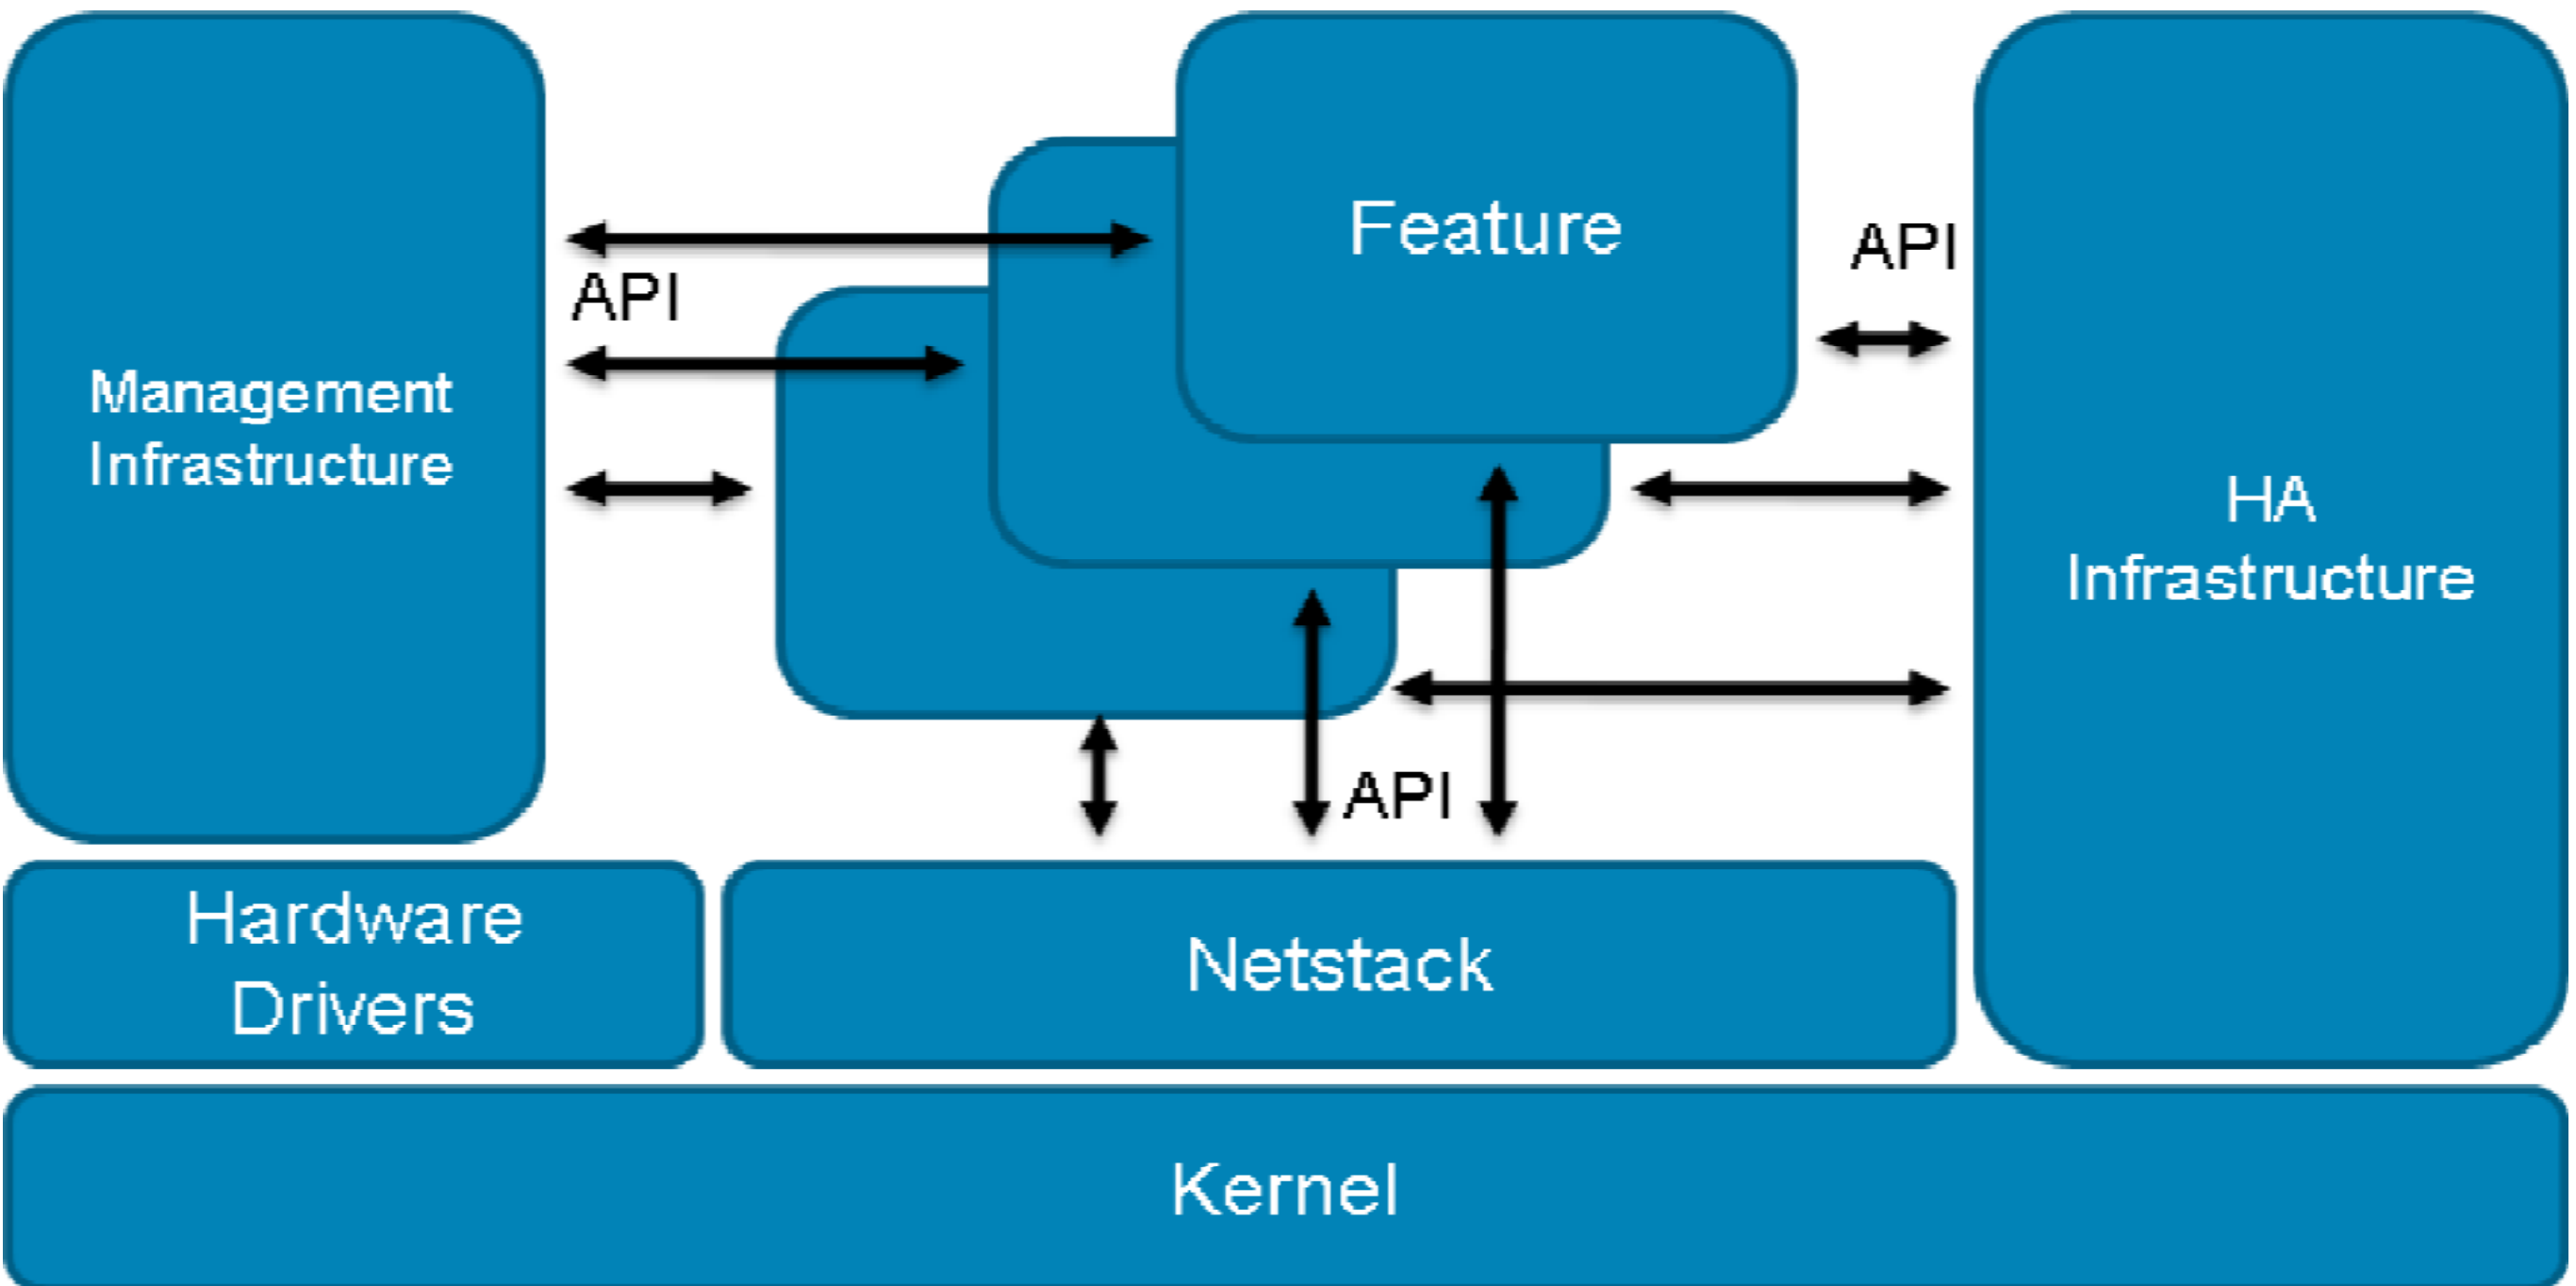 Feature
API
API
Management
Infrastructure
HA
Infrastructure
API
Hardware
Drivers
Netstack
Kernel